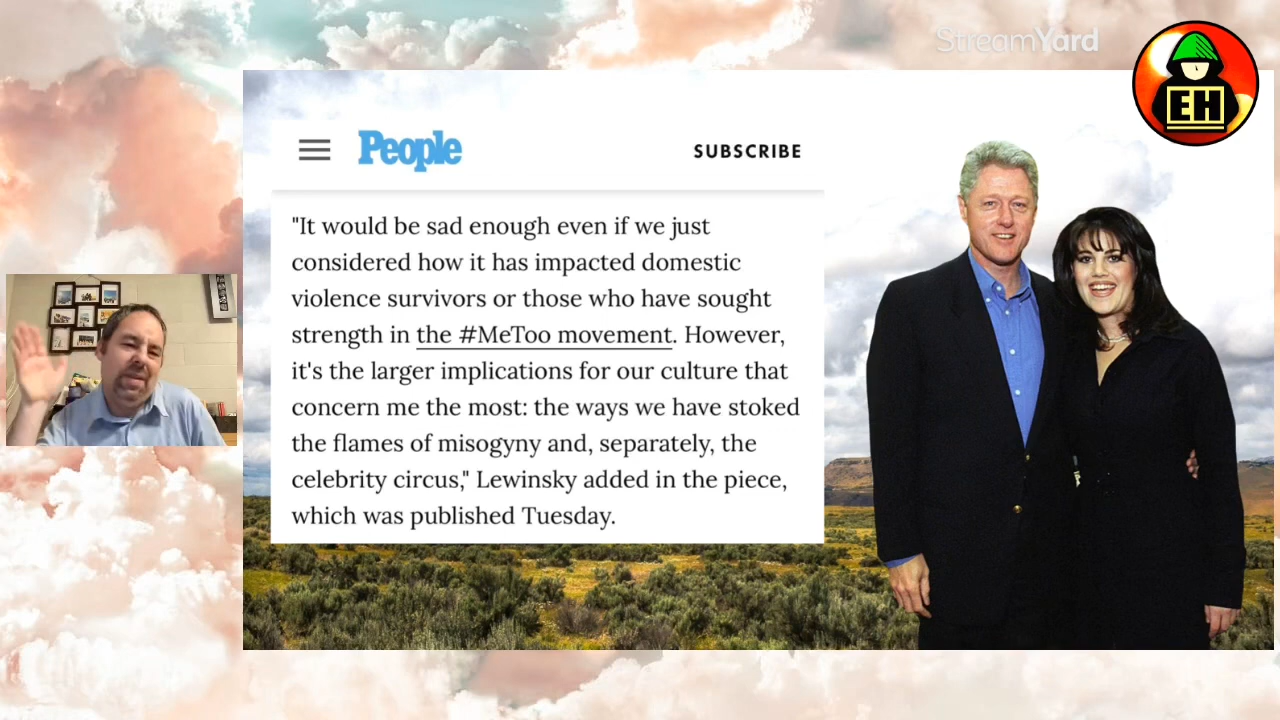 StreamYard
EH
People
SUBSCRIBE
"It would be sad enough even if we just
considered how it has impacted domestic
violence survivors or those who have sought
strength in the #MeToo movement. However,
it's the larger implications for our culture that
concern me the most: the ways we have stoked
the flames of misogyny and, separately, the
celebrity circus," Lewinsky added in the piece,
which was published Tuesday.